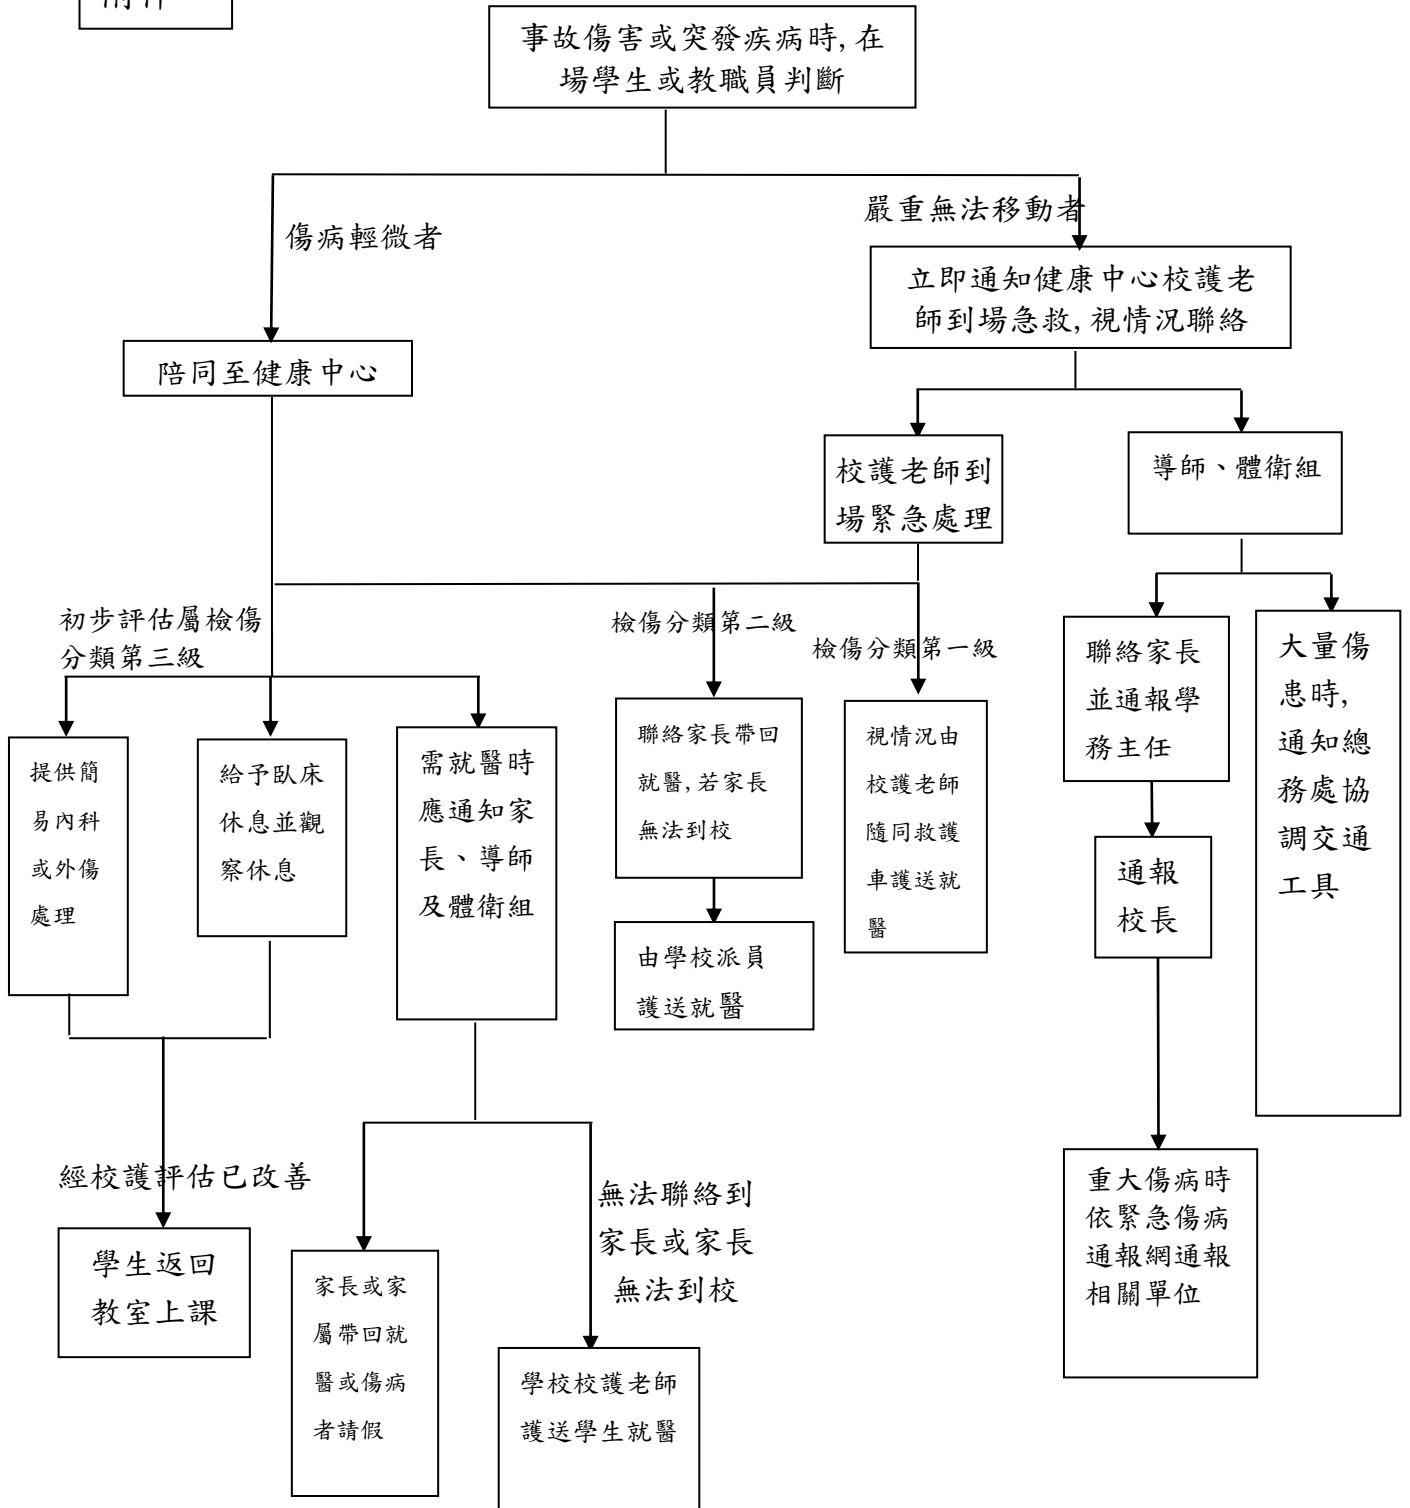 附件
事故傷害或突發疾病時,在
場學生或教職員判斷
傷病輕微者
嚴重無法移動者
立即通知健康中心校護老
師到場急救,視情況聯絡
陪同至健康中心
校護老師到
場緊急處理
導師、體衛組
初步評估屬檢傷
分類第三級
檢傷分類第二級
檢傷分類第一級
聯絡家長
並通報學
務主任
大量傷
患時,
通知總
務處協
調交通
工具
提供簡
易內科
或外傷
處理
給予臥床
休息並觀
察休息
需就醫時
應通知家
長、導師
及體衛組
聯絡家長帶回
就醫,若家長
無法到校
視情況由
校護老師
隨同救護
車護送就
醫
通報
校長
由學校派員
護送就醫
經校護評估已改善
學生返回
教室上課
無法聯絡到
家長或家長
無法到校
家長或家
屬帶回就
醫或傷病
者請假
學校校護老師
護送學生就醫
重大傷病時
依緊急傷病
通報網通報
相關單位